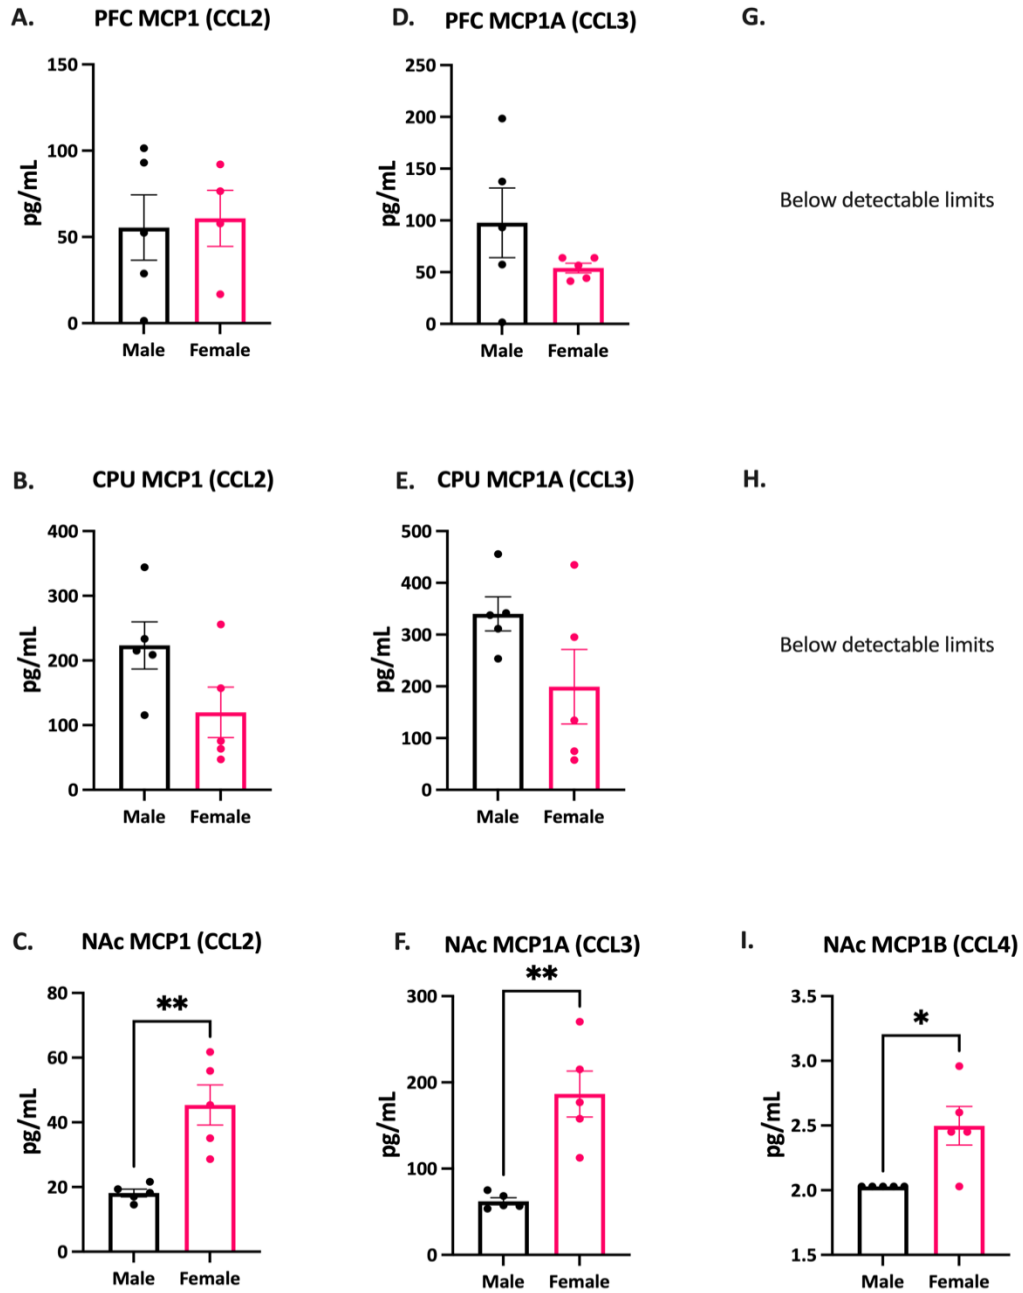 A. PFC MCP1 (CCL2)
150
100
50
0
pg/mL
Male Female
D. PFC MCP1A (CCL3)
250
200
150
100
50
0
pg/mL
Male Female
G.
Below detectable limits
B. CPU MCP1 (CCL2)
400
300
200
100
0
pg/mL
Male Female
E. CPU MCP1A (CCL3)
500
400
300
200
100
0
pg/mL
Male Female
H.
Below detectable limits
C. NAc MCP1 (CCL2)
80
60
40
20
0
pg/mL
**
Male Female
F. NAc MCP1A (CCL3)
300
200
100
0
pg/mL
**
Male Female
I. NAc MCP1B (CCL4)
3.5
3.0
2.5
2.0
1.5
pg/mL
*
Male Female